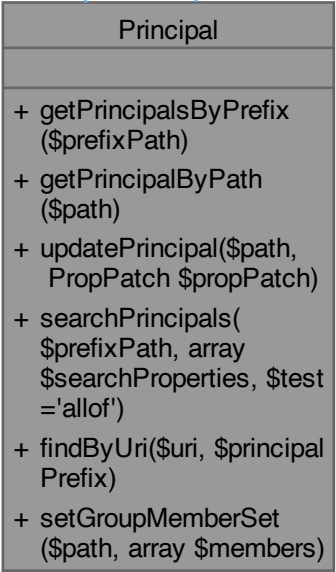 Principal
+ getPrincipalsByPrefix
($prefixPath)
+ getPrincipalByPath
($path)
+ updatePrincipal($path,
PropPatch $propPatch)
+ searchPrincipals(
$prefixPath, array
$searchProperties, $test
='allof')
+ findByUri($uri, $principal
Prefix)
+ setGroupMemberSet
($path, array $members)